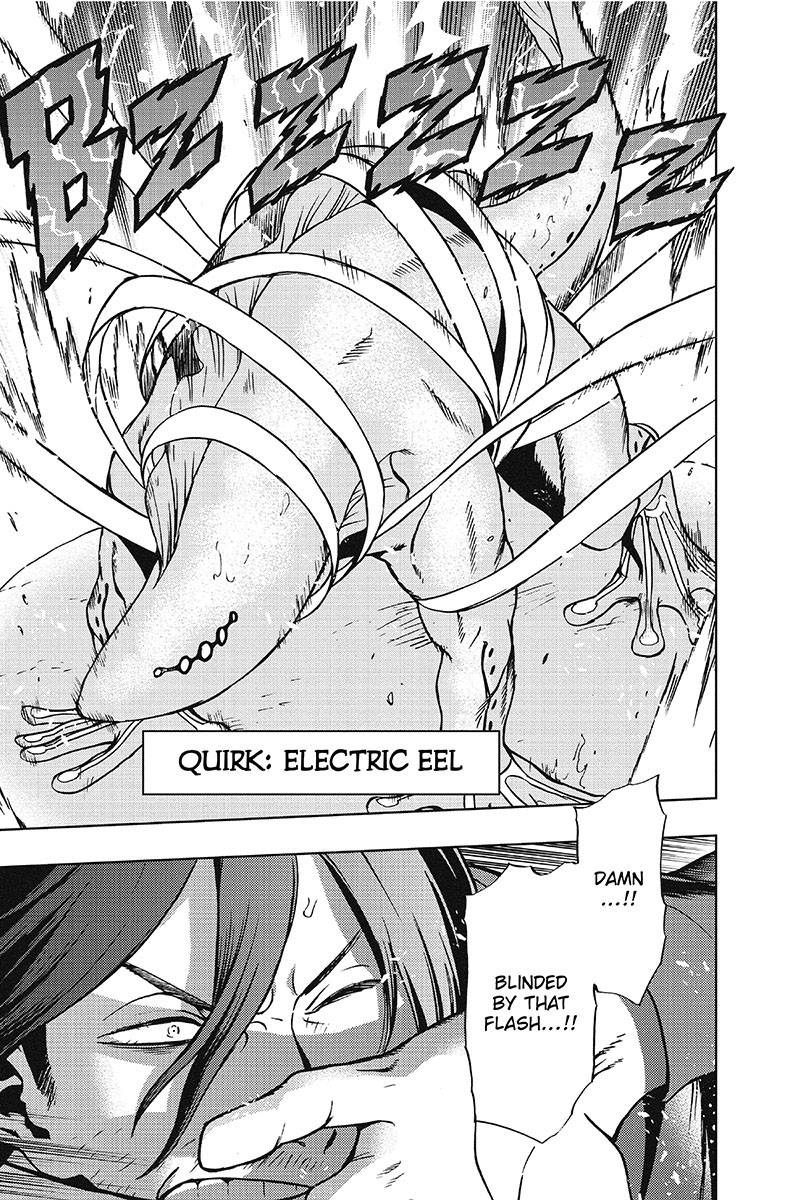 BZZZZZ
QUIRK: ELECTRIC EEL
DAMN
...!!
BLINDED
BY THAT
FLASH...!!